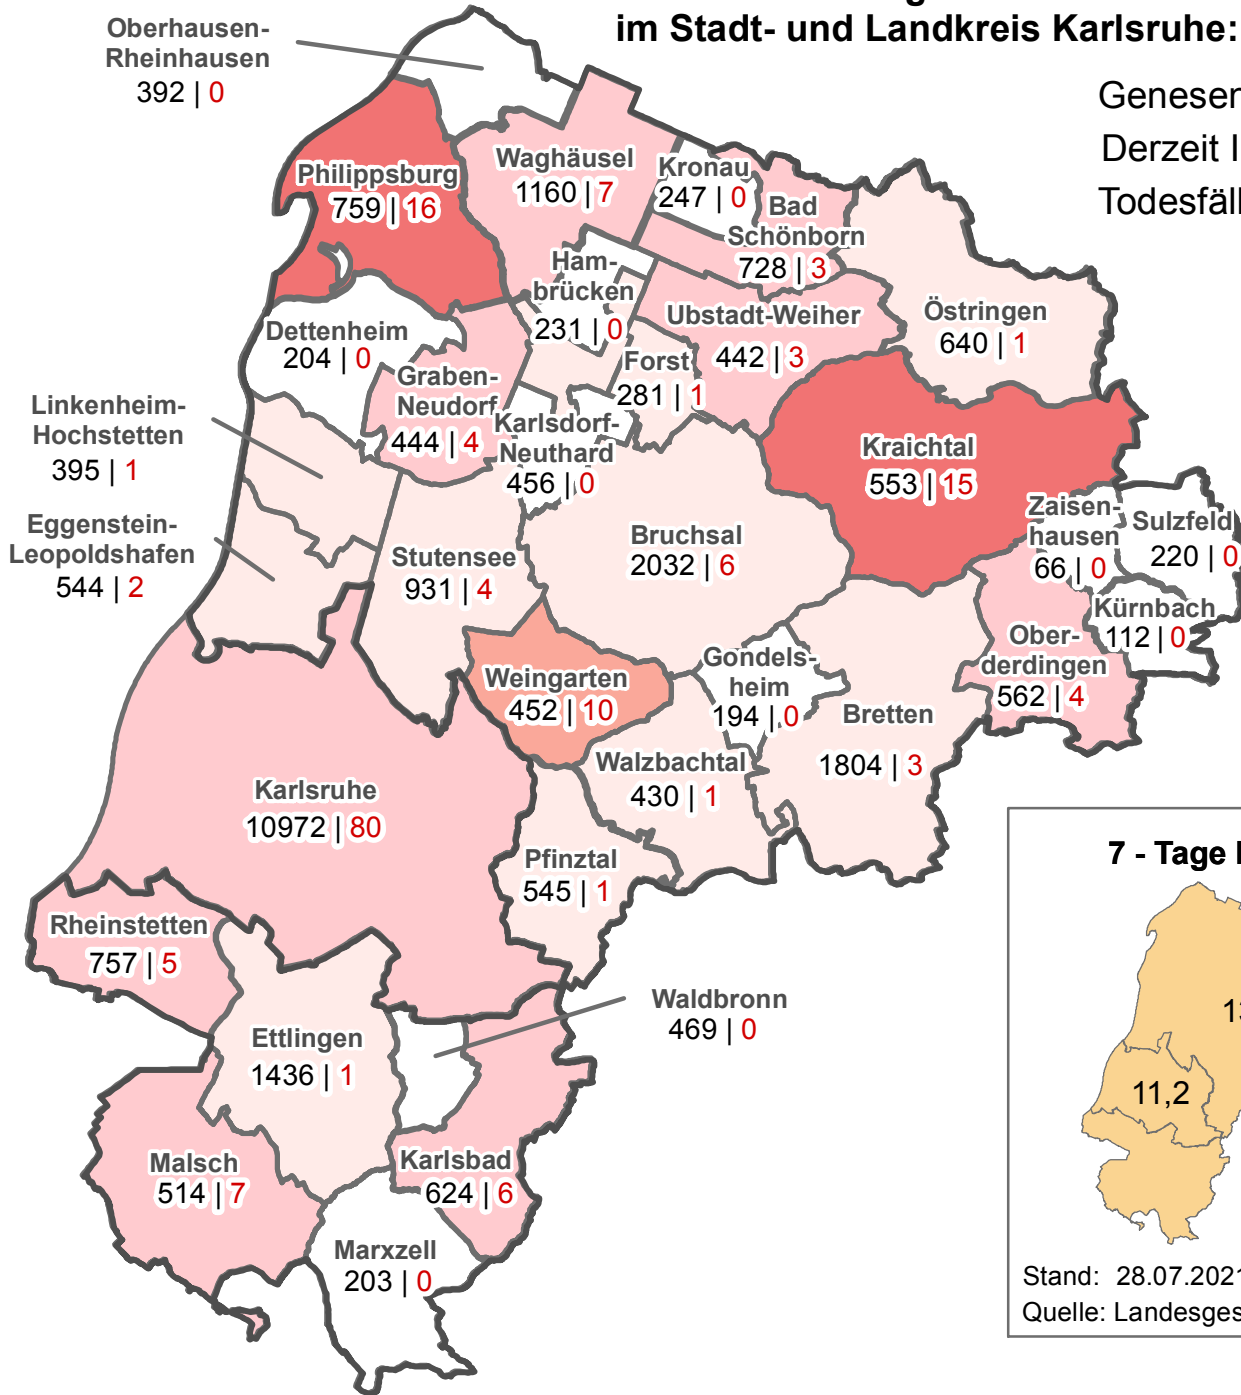 im Stadt- und Landkreis Karlsruhe:
Oberhausen-
Rheinhausen
392 | 0
Genesen
Derzeit I
Todesfäll
Philippsburg
759 | 16
Waghäusel
1160 | 7
Kronau
247 | 0
Bad
Schönborn
728 | 3
Ham-
brücken
231 | 0
Ubstadt-Weiher
442 | 3
Östringen
640 | 1
Dettenheim
204 | 0
Forst
281 | 1
Graben-
Neudorf
444 | 4
Linkenheim-
Hochstetten
395 | 1
Karlsdorf-
Neuthard
456 | 0
Kraichtal
553 | 15
Eggenstein-
Leopoldshafen
544 | 2
Stutensee
931 | 4
Bruchsal
2032 | 6
Zaisen-
hausen
66 | 0
Sulzfeld
220 | 0
Kürnbach
112 | 0
Ober-
derdingen
562 | 4
Weingarten
452 | 10
Gondels-
heim
194 | 0
Bretten
1804 | 3
Walzbachtal
430 | 1
Karlsruhe
10972 | 80
Pfinztal
545 | 1
Rheinstetten
757 | 5
Waldbronn
469 | 0
Ettlingen
1436 | 1
Malsch
514 | 7
Karlsbad
624 | 6
Marxzell
203 | 0
7 - Tage
13
11,2
Stand: 28.07.2021
Quelle: Landesges